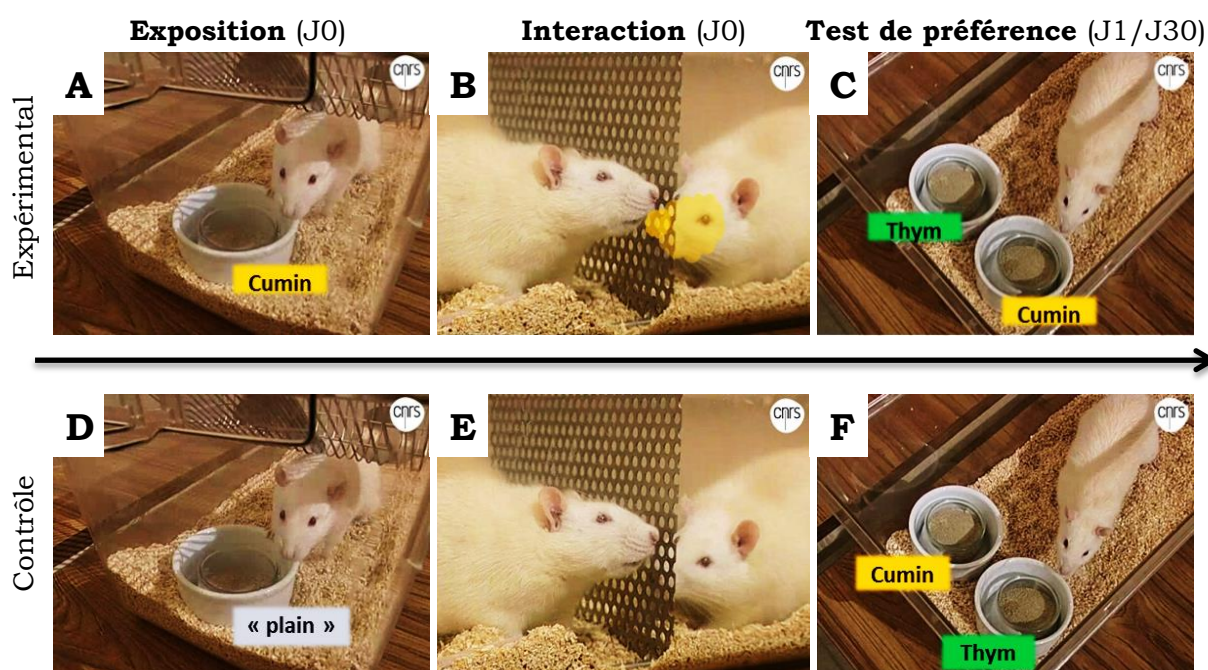 Exposition (J0)
Interaction (J0)
Test de préférence (J1/J30)
Expérimental
A
cnrs
Cumin
B
cnrs
C
cnrs
Thym
Cumin
Contrôle
D
cnrs
« plain »
E
cnrs
F
cnrs
Cumin
Thym